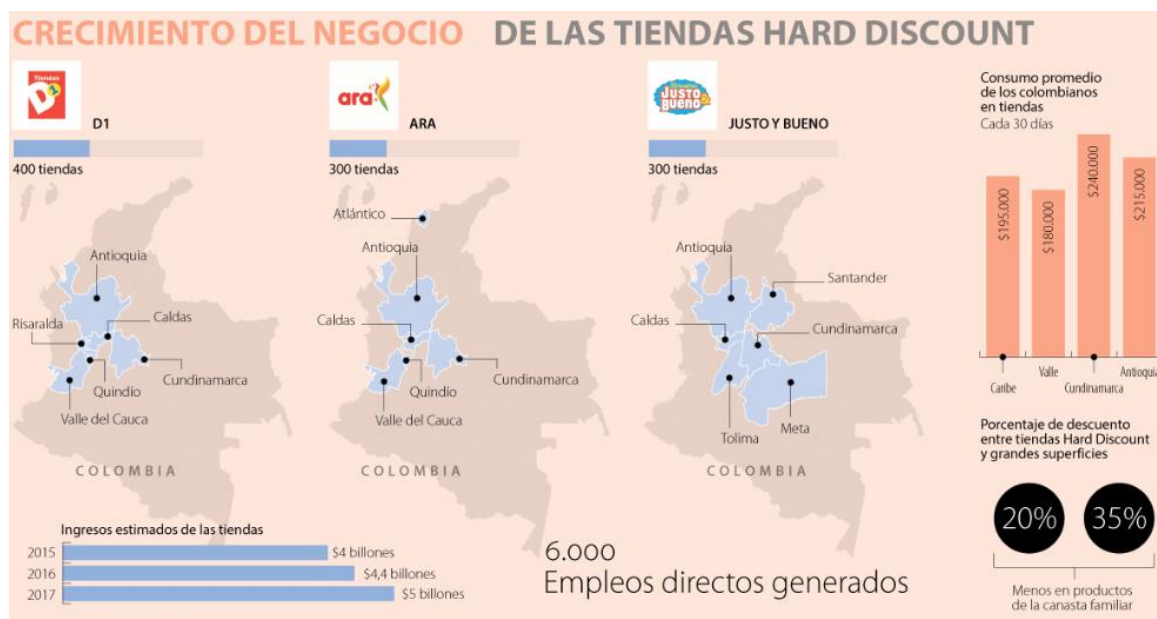 CRECIMIENTO DEL NEGOCIO DE LAS TIENDAS HARD DISCOUNT
Tiendas
D1
D1
400 tiendas
Antioquia
Risaralda
Caldas
Quindío
Cundinamarca
Valle del Cauca
COLOMBIA
ara
ARA
300 tiendas
Atlántico
Antioquia
Caldas
Quindío
Cundinamarca
Valle del Cauca
COLOMBIA
JUSTO &
BUENO
JUSTO Y BUENO
300 tiendas
Antioquia
Santander
Caldas
Cundinamarca
Tolima
Meta
COLOMBIA
Consumo promedio
de los colombianos
en tiendas
Cada 30 días
$195.000
$180.000
$240.000
$215.000
Caribe
Valle
Cundinamarca
Antioquia
Porcentaje de descuento
entre tiendas Hard Discount
y grandes superficies
20% 35%
Menos en productos
de la canasta familiar
Ingresos estimados de las tiendas
2015 $4 billones
2016 $4,4 billones
2017 $5 billones
6.000
Empleos directos generados